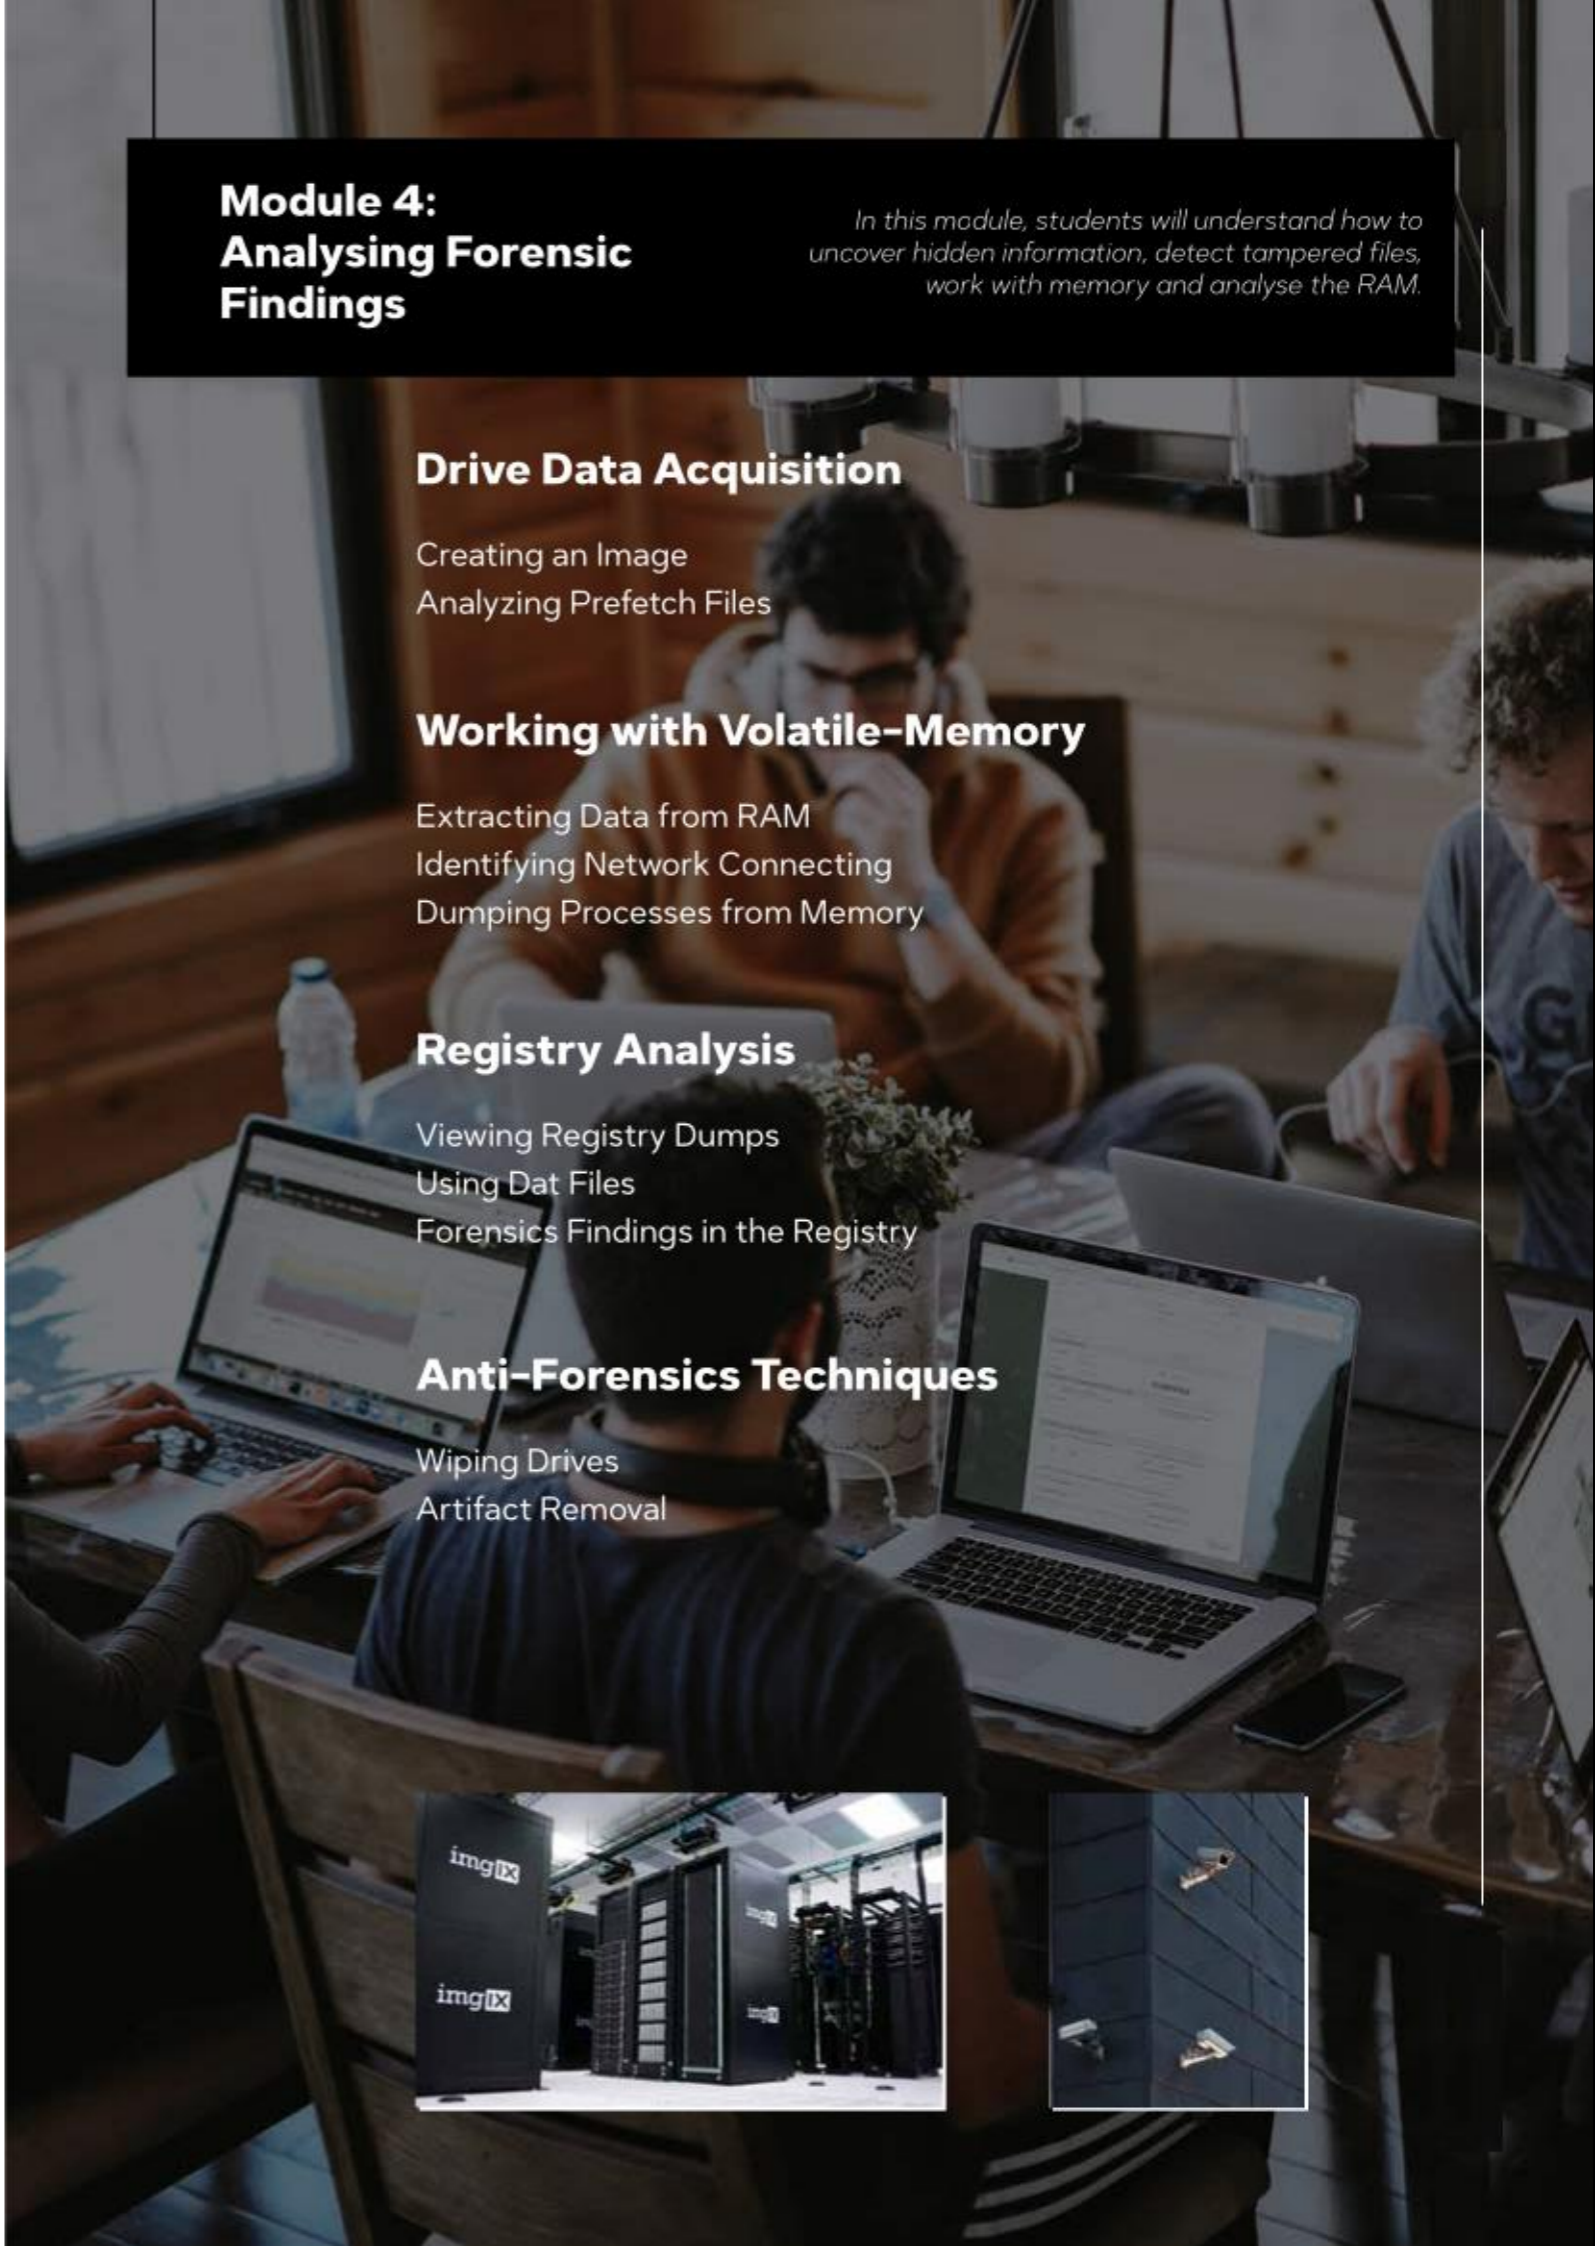 Module 4:
Analysing Forensic
Findings
In this module, students will understand how to
uncover hidden information, detect tampered files,
work with memory and analyse the RAM.
Drive Data Acquisition
Creating an Image
Analyzing Prefetch Files
Working with Volatile-Memory
Extracting Data from RAM
Identifying Network Connecting
Dumping Processes from Memory
Registry Analysis
Viewing Registry Dumps
Using Dat Files
Forensics Findings in the Registry
Anti-Forensics Techniques
Wiping Drives
Artifact Removal
imgIX
imgIX
imgIX
imgIX
G